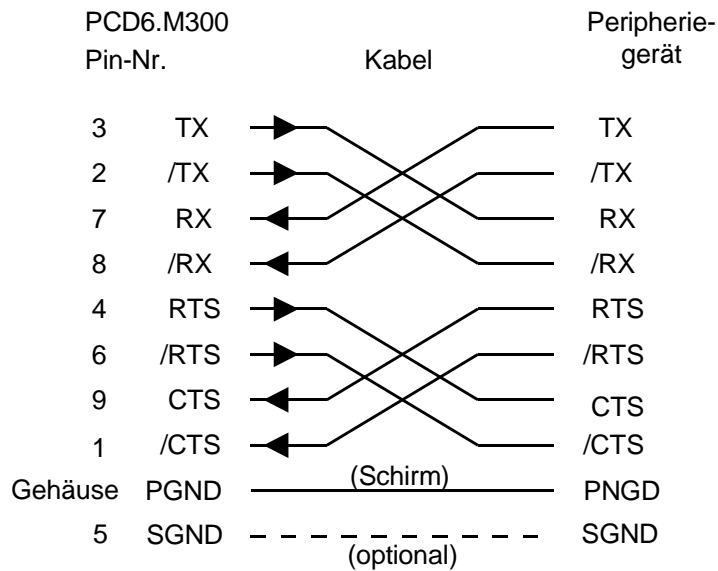 PCD6.M300 Peripherie-
Pin-Nr. Kabel gerät
3 TX TX
2 /TX /TX
7 RX RX
8 /RX /RX
4 RTS RTS
6 /RTS /RTS
9 CTS CTS
1 /CTS /CTS
Gehäuse PGND (Schirm) PNGD
5 SGND (optional) SGND